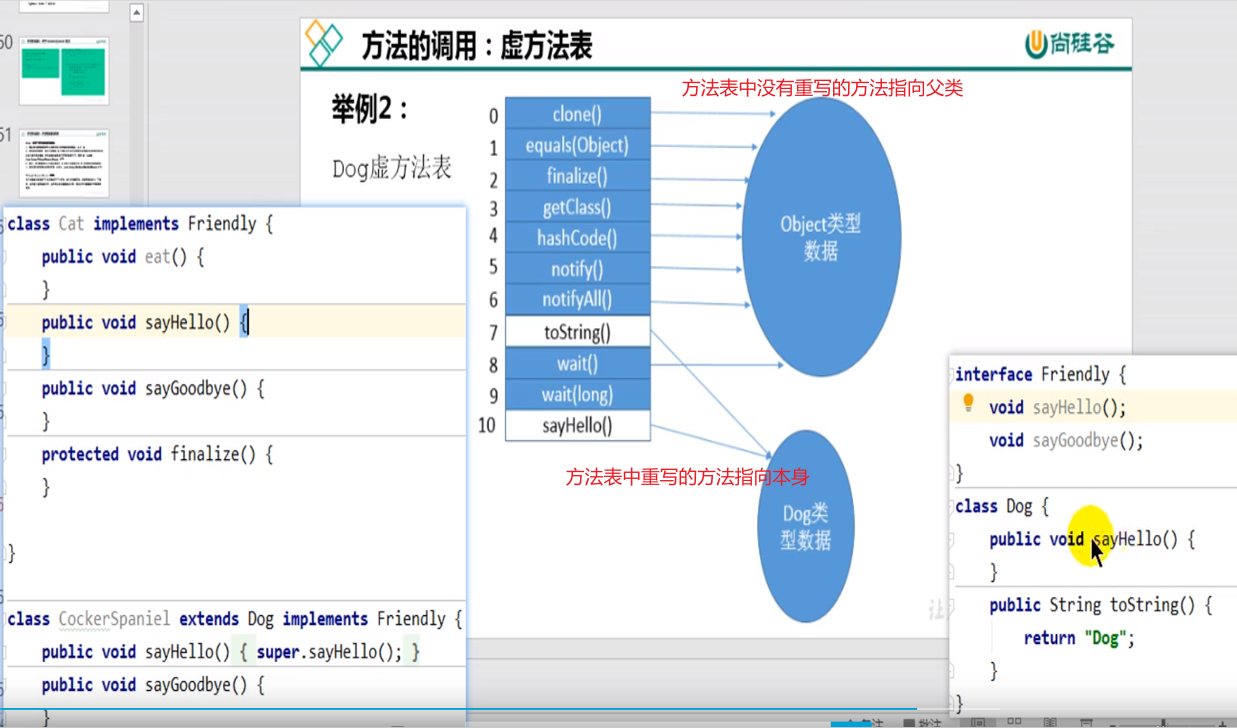 50
51
方法的调用：虚方法表
尚硅谷
方法表中没有重写的方法指向父类
举例2：
Dog虚方法表
0 clone()
1 equals(Object)
2 finalize()
3 getClass()
4 hashCode()
5 notify()
6 notifyAll()
7 toString()
8 wait()
9 wait(long)
10 sayHello()
Object类型
数据
方法表中重写的方法指向本身
Dog类
型数据
class Cat implements Friendly {
public void eat() {
}
public void sayHello() {
}
public void sayGoodbye() {
}
protected void finalize() {
}
}
class CockerSpaniel extends Dog implements Friendly {
public void sayHello() { super.sayHello(); }
public void sayGoodbye() {
}
interface Friendly {
void sayHello();
void sayGoodbye();
}
class Dog {
public void sayHello() {
}
public String toString() {
return "Dog";
}
}